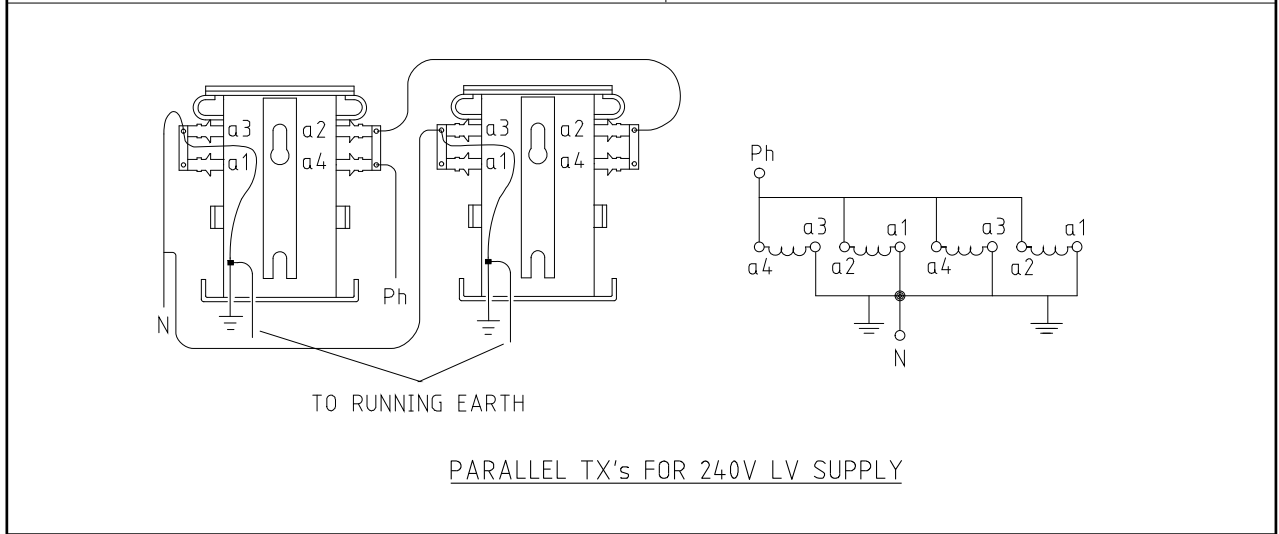 a3 a2 a3 a2
a1 a4 a1 a4
N
Ph
TO RUNNING EARTH
Ph
a3 a1 a3 a1
a4 a2 a4 a2
N
PARALLEL TX's FOR 240V LV SUPPLY